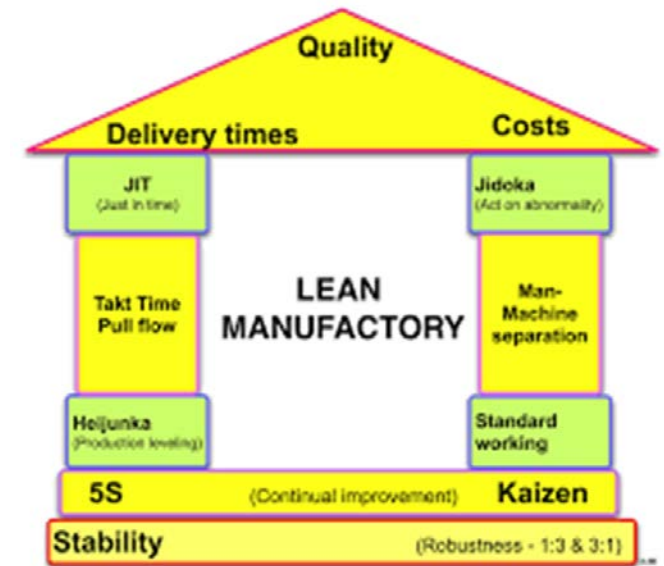 Quality
Delivery times
Costs
JIT
(Just in time)
Jidoka
(Act on abnormality)
Takt Time
Pull flow
LEAN
MANUFACTORY
Man-
Machine
separation
Heijunka
(Production leveling)
Standard
working
5S (Continual improvement) Kaizen
Stability (Robustness - 1:3 & 3:1)